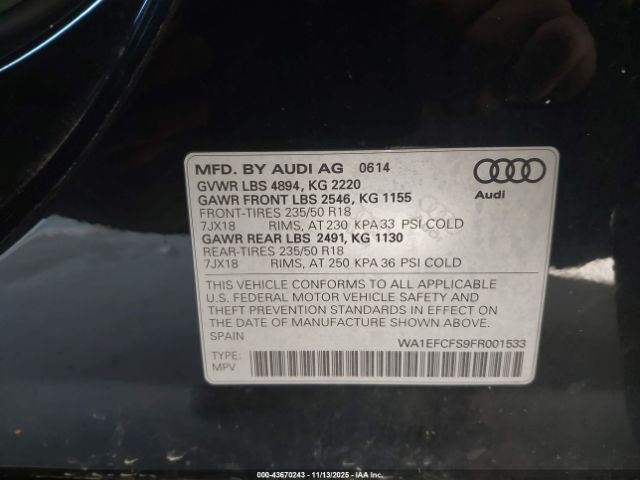 MFD. BY AUDI AG 0614
GVWR LBS 4894, KG 2220
GAWR FRONT LBS 2546, KG 1155
FRONT-TIRES 235/50 R18
7JX18 RIMS, AT 230 KPA 33 PSI COLD
GAWR REAR LBS 2491, KG 1130
REAR-TIRES 235/50 R18
7JX18 RIMS, AT 250 KPA 36 PSI COLD
Audi
THIS VEHICLE CONFORMS TO ALL APPLICABLE
U.S. FEDERAL MOTOR VEHICLE SAFETY AND
THEFT PREVENTION STANDARDS IN EFFECT ON
THE DATE OF MANUFACTURE SHOWN ABOVE.
SPAIN
WA1EFCFS9FR001533
TYPE:
MPV
000-43670243 | 11/13/2025 | Copyright IAA, LLC